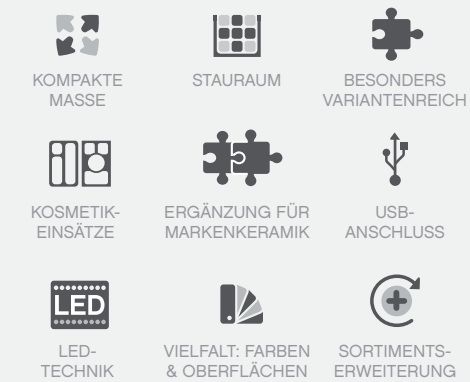 KOMPAKTE
MASSE
STAURAUM
BESONDERS
VARIANTENREICH
KOSMETIK-
EINSÄTZE
ERGÄNZUNG FÜR
MARKENKERAMIK
USB-
ANSCHLUSS
LED
LED-
TECHNIK
VIELFALT: FARBEN
& OBERFLÄCHEN
SORTIMENTS-
ERWEITERUNG